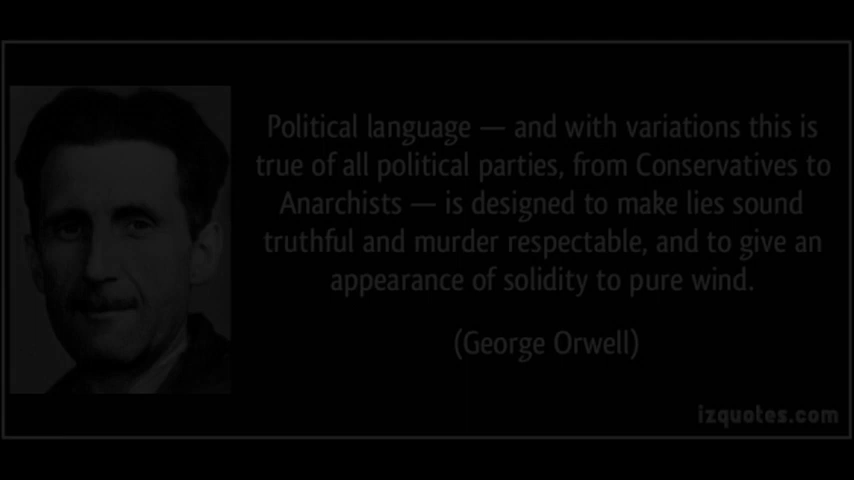 Political language — and with variations this is
true of all political parties, from Conservatives to
Anarchists — is designed to make lies sound
truthful and murder respectable, and to give an
appearance of solidity to pure wind.
(George Orwell)
izquotes.com